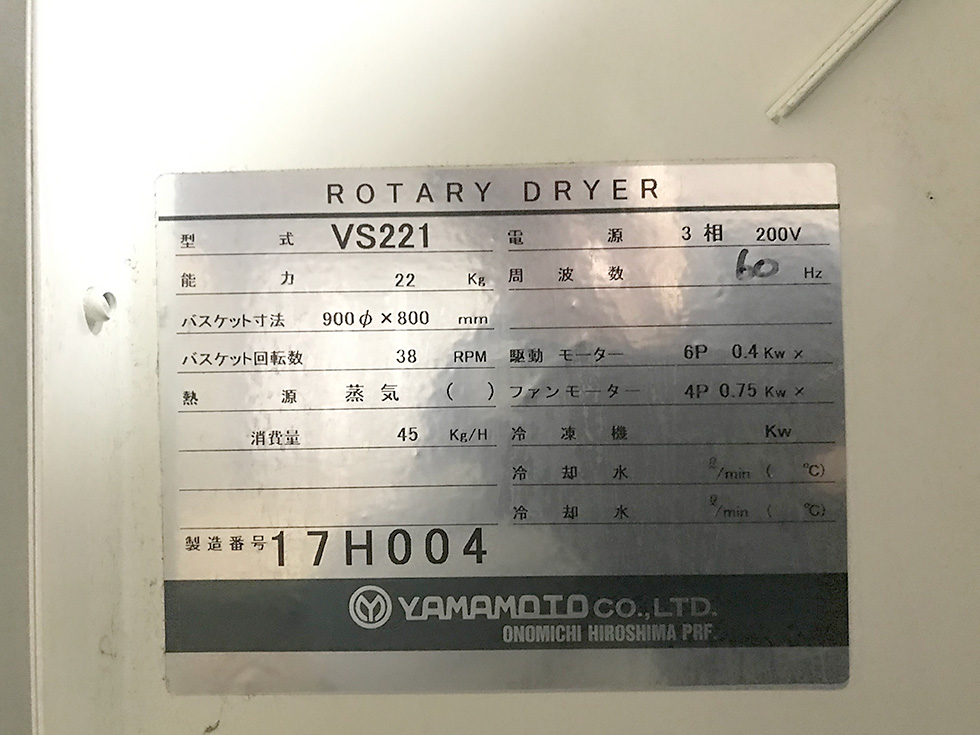 ROTARY DRYER
型式 VS221
能力 22 Kg
バスケット寸法 900φ×800 mm
バスケット回転数 38 RPM
熱源 蒸気 ( )
消費量 45 Kg/H
電源 3相 200V
周波数 60 Hz
駆動モーター 6P 0.4 Kw ×
ファンモーター 4P 0.75 Kw ×
冷凍機 Kw
冷却水 ℓ/min ( ℃)
冷却水 ℓ/min ( ℃)
製造番号 17H004
YAMAMOTO CO.,LTD.
ONOMICHI HIROSHIMA PRF.